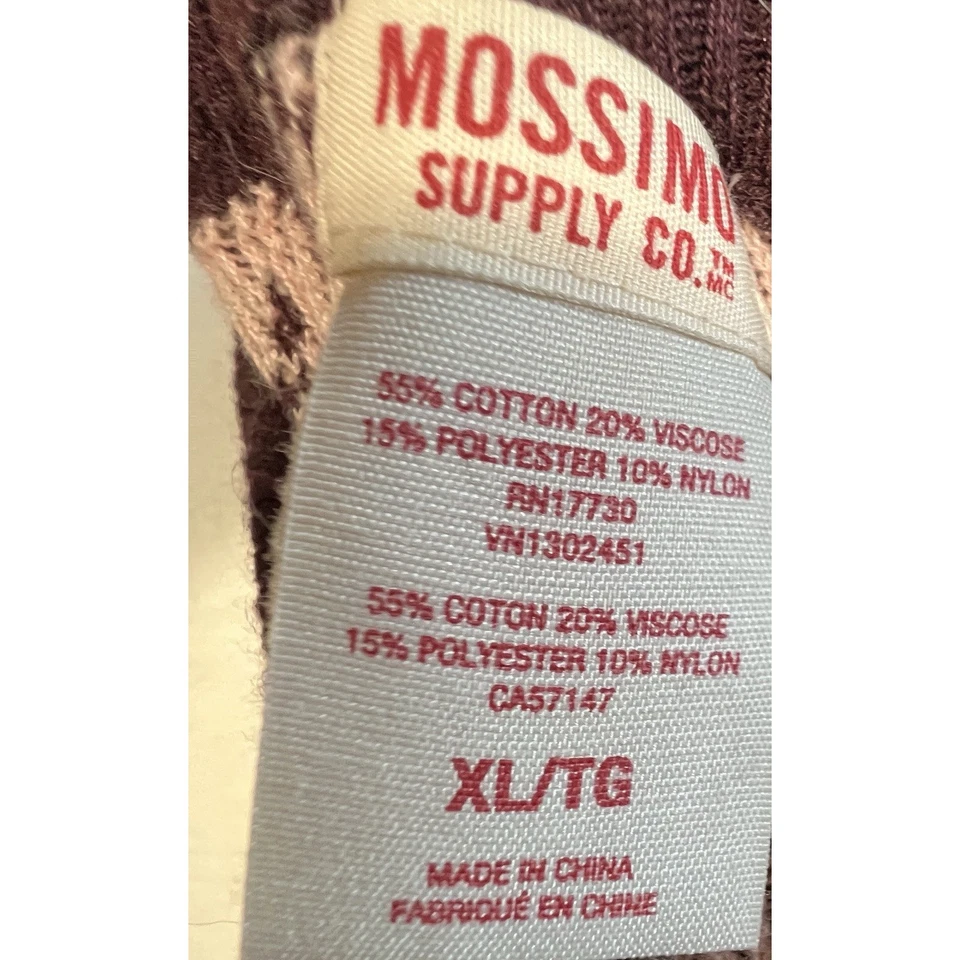 MOSSIMO
SUPPLY CO.
TM
MC
55% COTTON 20% VISCOSE
15% POLYESTER 10% NYLON
RN17730
VN1302451
55% COTON 20% VISCOSE
15% POLYESTER 10% NYLON
CA57147
XL/TG
MADE IN CHINA
FABRIQUÉ EN CHINE